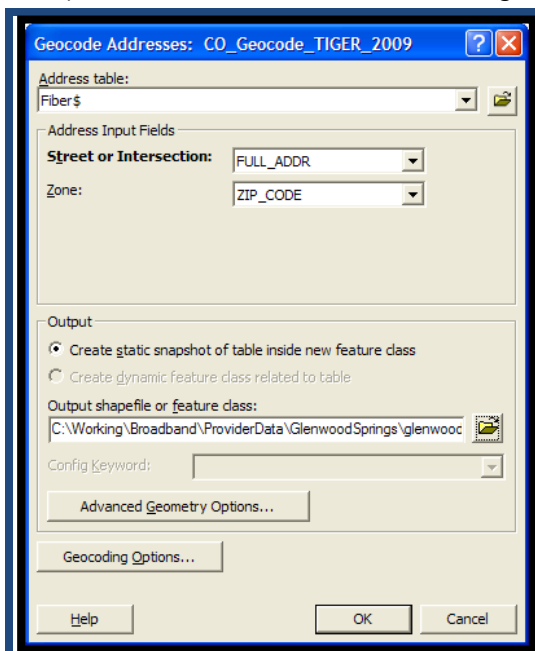 Geocode Addresses: CO_Geocode_TIGER_2009
Address table:
Fiber$
Address Input Fields
Street or Intersection: FULL_ADDR
Zone: ZIP_CODE
Output
Create static snapshot of table inside new feature class
Create dynamic feature class related to table
Output shapefile or feature class:
C:\Working\Broadband\ProviderData\GlenwoodSprings\glenwood
Config Keyword:
Advanced Geometry Options...
Geocoding Options...
Help OK Cancel